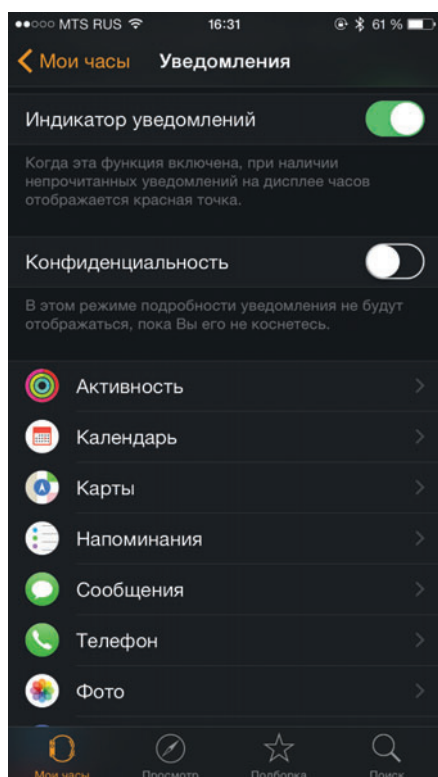 MTS RUS 16:31 61 %
Мои часы Уведомления
Индикатор уведомлений
Когда эта функция включена, при наличии
непрочитанных уведомлений на дисплее часов
отображается красная точка.
Конфиденциальность
В этом режиме подробности уведомления не будут
отображаться, пока Вы его не коснетесь.
Активность
Календарь
Карты
Напоминания
Сообщения
Телефон
Фото
Мои часы Просмотр Подборка Поиск